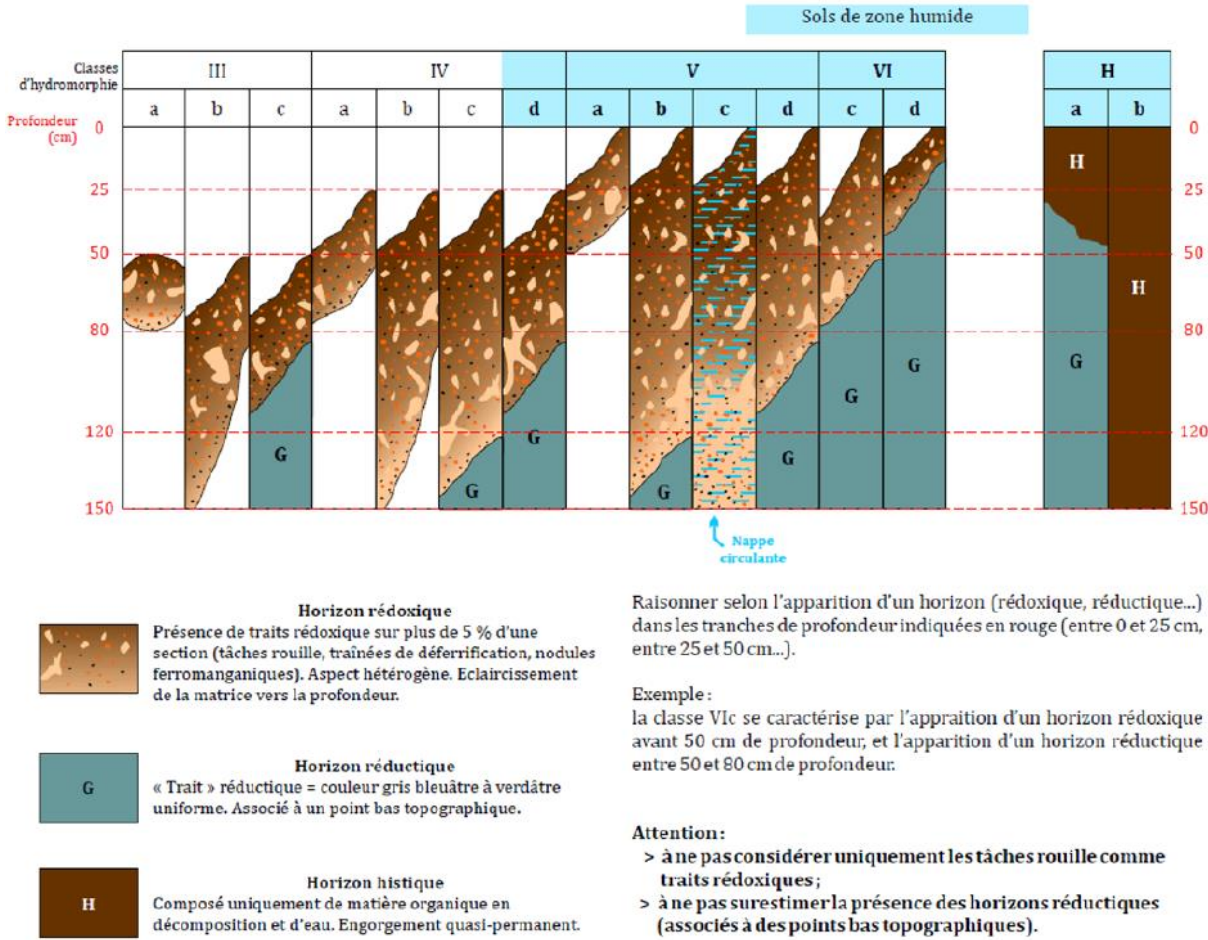 Sols de zone humide
Classes
d'hydromorphie
III
IV
V
VI
H
Profondeur
(cm)
a
b
c
a
b
c
d
a
b
c
d
c
d
a
b
0
25
50
80
120
150
G
G
G
G
G
G
G
H
G
H
0
25
50
80
120
150
Nappe
circulante
Horizon rédoxique
Présence de traits rédoxique sur plus de 5 % d'une
section (tâches rouille, traînées de déferrification, nodules
ferromanganiques). Aspect hétérogène. Eclaircissement
de la matrice vers la profondeur.
G
Horizon réductique
« Trait » réductique = couleur gris bleuâtre à verdâtre
uniforme. Associé à un point bas topographique.
H
Horizon histique
Composé uniquement de matière organique en
décomposition et d'eau. Engorgement quasi-permanent.
Raisonner selon l'apparition d'un horizon (rédoxique, réductique...)
dans les tranches de profondeur indiquées en rouge (entre 0 et 25 cm,
entre 25 et 50 cm...).
Exemple :
la classe VIc se caractérise par l'appraition d'un horizon rédoxique
avant 50 cm de profondeur, et l'apparition d'un horizon réductique
entre 50 et 80 cm de profondeur.
Attention :
> à ne pas considérer uniquement les tâches rouille comme
traits rédoxiques ;
> à ne pas surestimer la présence des horizons réductiques
(associés à des points bas topographiques).